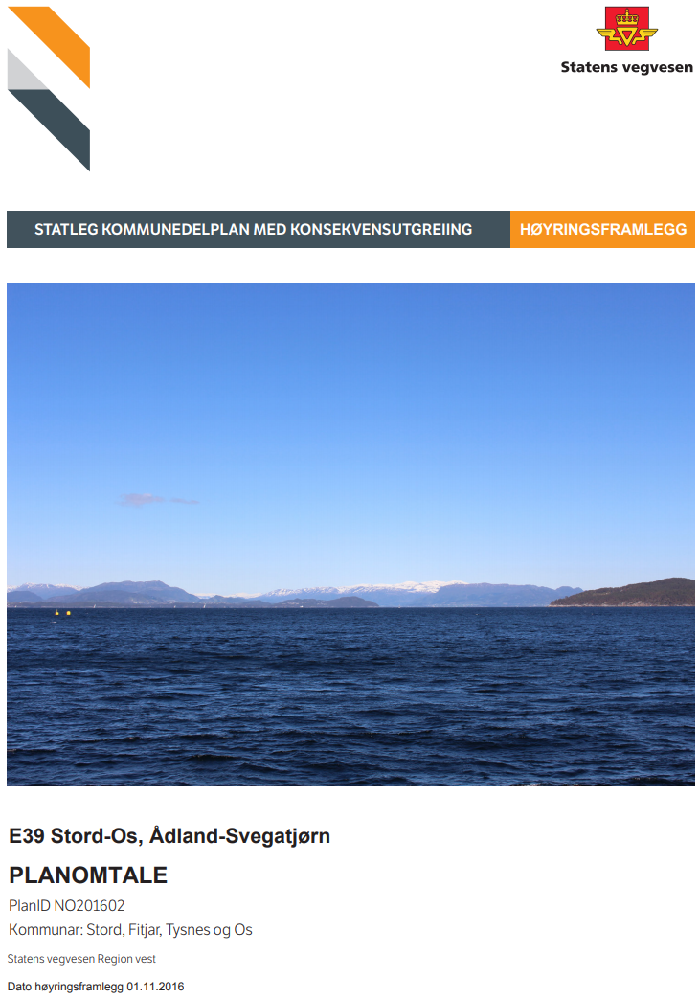 Statens vegvesen
STATLEG KOMMUNEDELPLAN MED KONSEKVENSUTGREIING
HØYRINGSFRAMLEGG
E39 Stord-Os, Ådland-Svegatjørn
PLANOMTALE
PlanID NO201602
Kommunar: Stord, Fitjar, Tysnes og Os
Statens vegvesen Region vest
Dato høyringsframlegg 01.11.2016